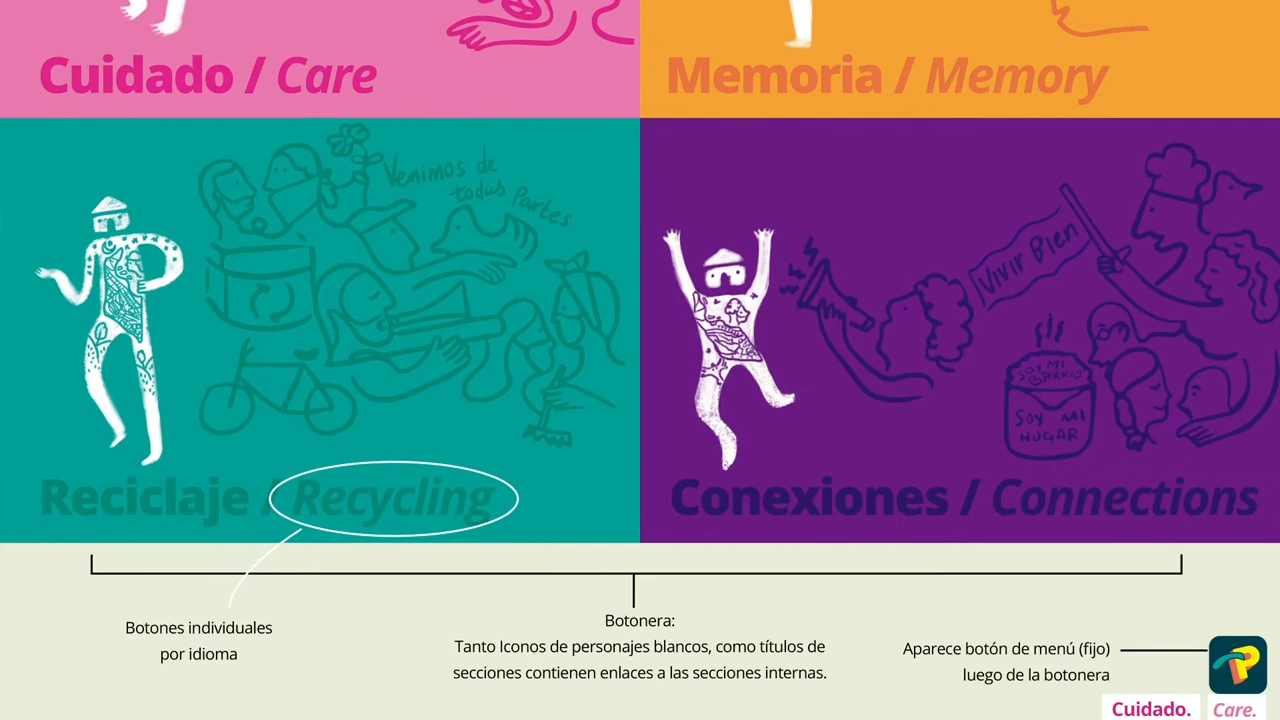 Cuidado / Care
Memoria / Memory
Venimos de
todas Partes
Vivir Bien
SOY MI
BARRIO
SOY MI
HOGAR
Reciclaje / Recycling
Conexiones / Connections
Botones individuales
por idioma
Botonera:
Tanto Iconos de personajes blancos, como títulos de
secciones contienen enlaces a las secciones internas.
Aparece botón de menú (fijo)
luego de la botonera
Cuidado.
Care.